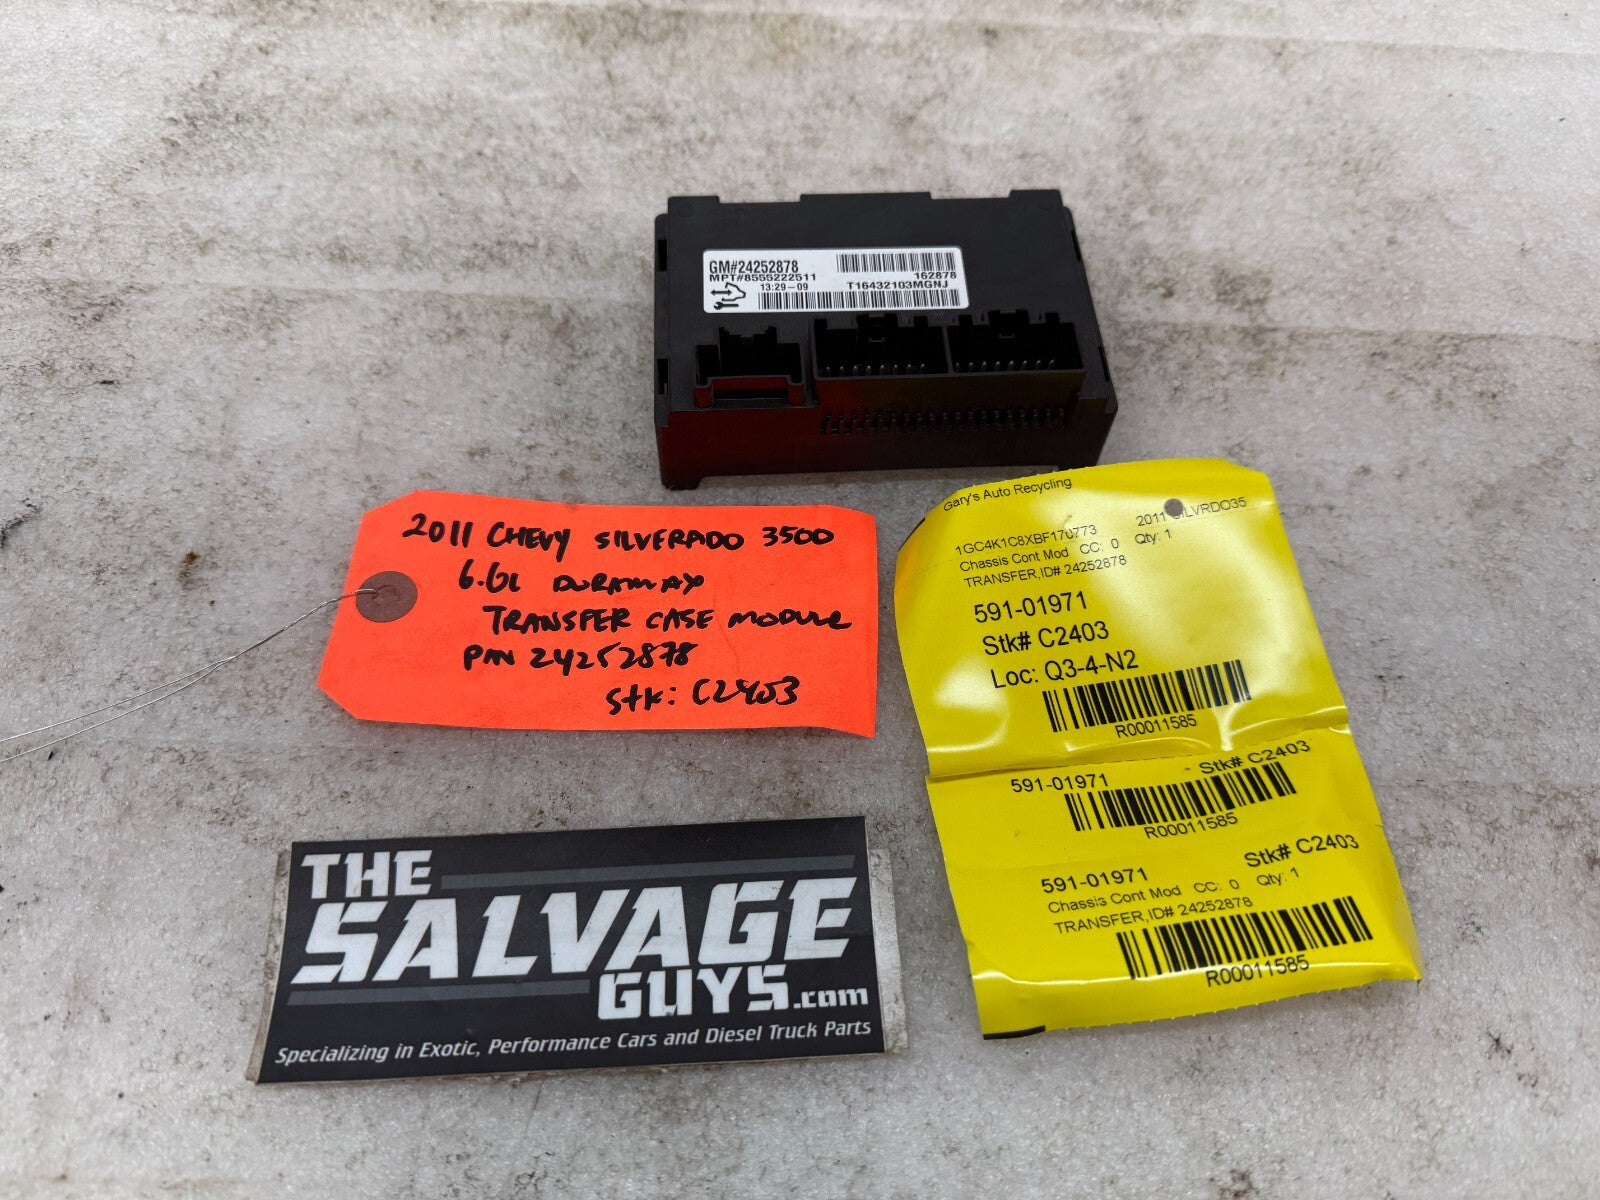 GM#24252878
MPT#8555222511
162878
13:29-09
T16432103MGNJ
2011 CHEVY SILVERADO 3500
6.6L DURAMAX
TRANSFER CASE MODULE
P/N 24252878
Stk: C2403
Gary's Auto Recycling
1GC4K1C8XBF170773 2011 SILVRDO35
Chassis Cont Mod CC: 0 Qty: 1
TRANSFER,ID# 24252878
591-01971
Stk# C2403
Loc: Q3-4-N2
R00011585
591-01971 Stk# C2403
R00011585
591-01971 Stk# C2403
Chassis Cont Mod CC: 0 Qty: 1
TRANSFER,ID# 24252878
R00011585
THE
SALVAGE
GUYS.com
Specializing in Exotic, Performance Cars and Diesel Truck Parts